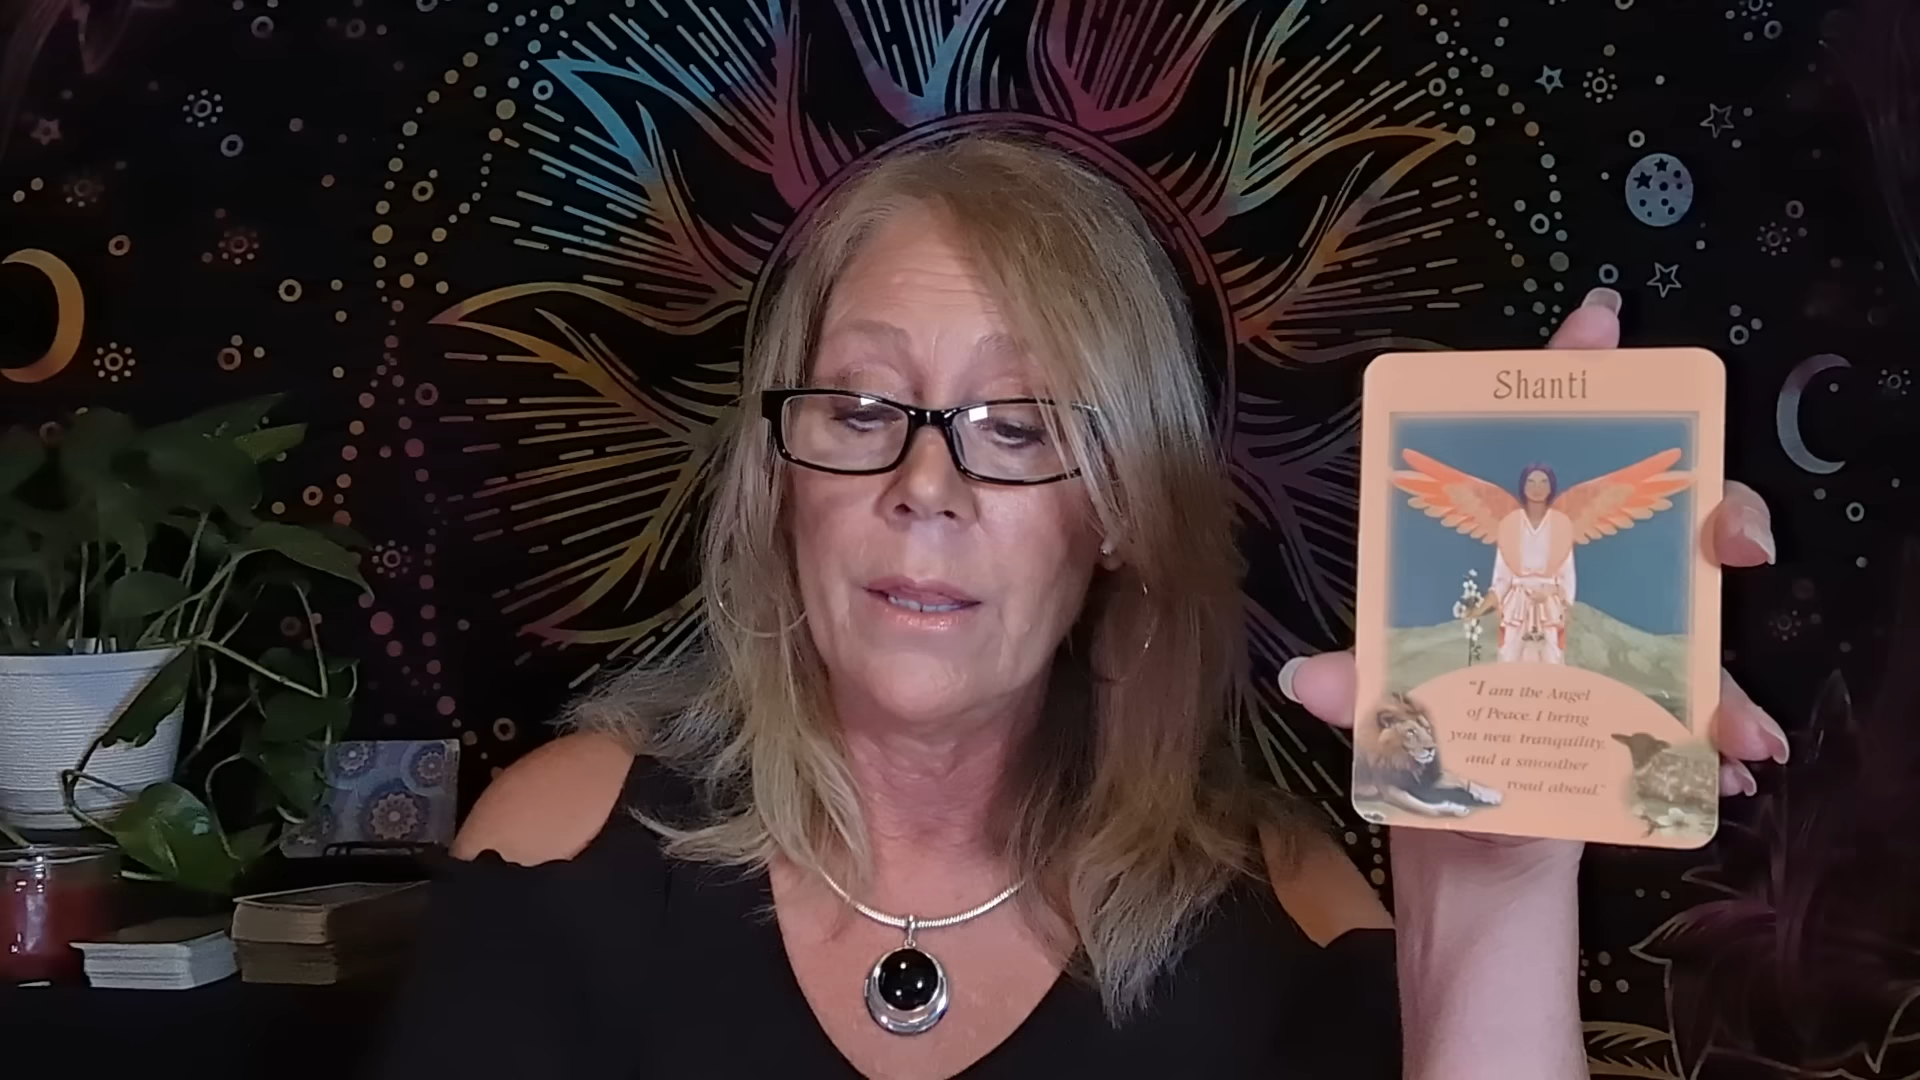 Shanti
"I am the Angel
of Peace. I bring
you new tranquility,
and a smoother
road ahead."